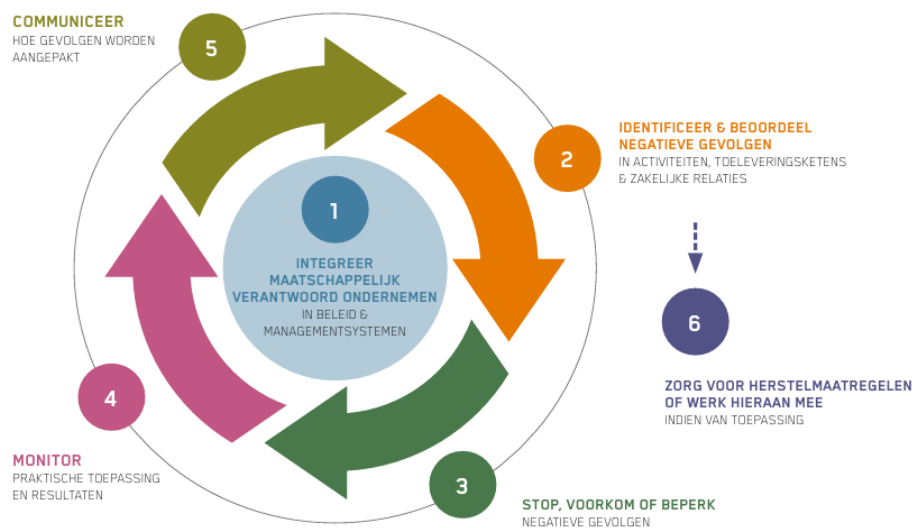 COMMUNICEER
HOE GEVOLGEN WORDEN
AANGEPAKT
5
2
IDENTIFICEER & BEOORDEEL
NEGATIEVE GEVOLGEN
IN ACTIVITEITEN, TOELEVERINGSKETENS
& ZAKELIJKE RELATIES
1
INTEGREER
MAATSCHAPPELIJK
VERANTWOORD ONDERNEMEN
IN BELEID &
MANAGEMENTSYSTEMEN
6
ZORG VOOR HERSTELMAATREGELEN
OF WERK HIERAAN MEE
INDIEN VAN TOEPASSING
4
MONITOR
PRAKTISCHE TOEPASSING
EN RESULTATEN
3
STOP, VOORKOM OF BEPERK
NEGATIEVE GEVOLGEN